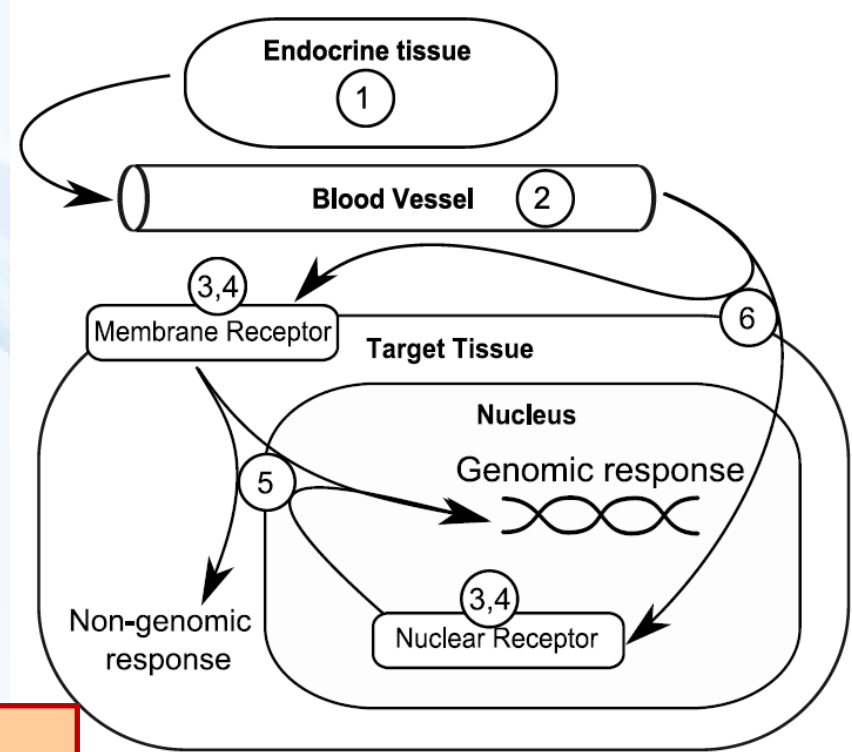 Endocrine tissue
1
Blood Vessel 2
3,4
Membrane Receptor
6
Target Tissue
Nucleus
5
Genomic response
3,4
Nuclear Receptor
Non-genomic
response